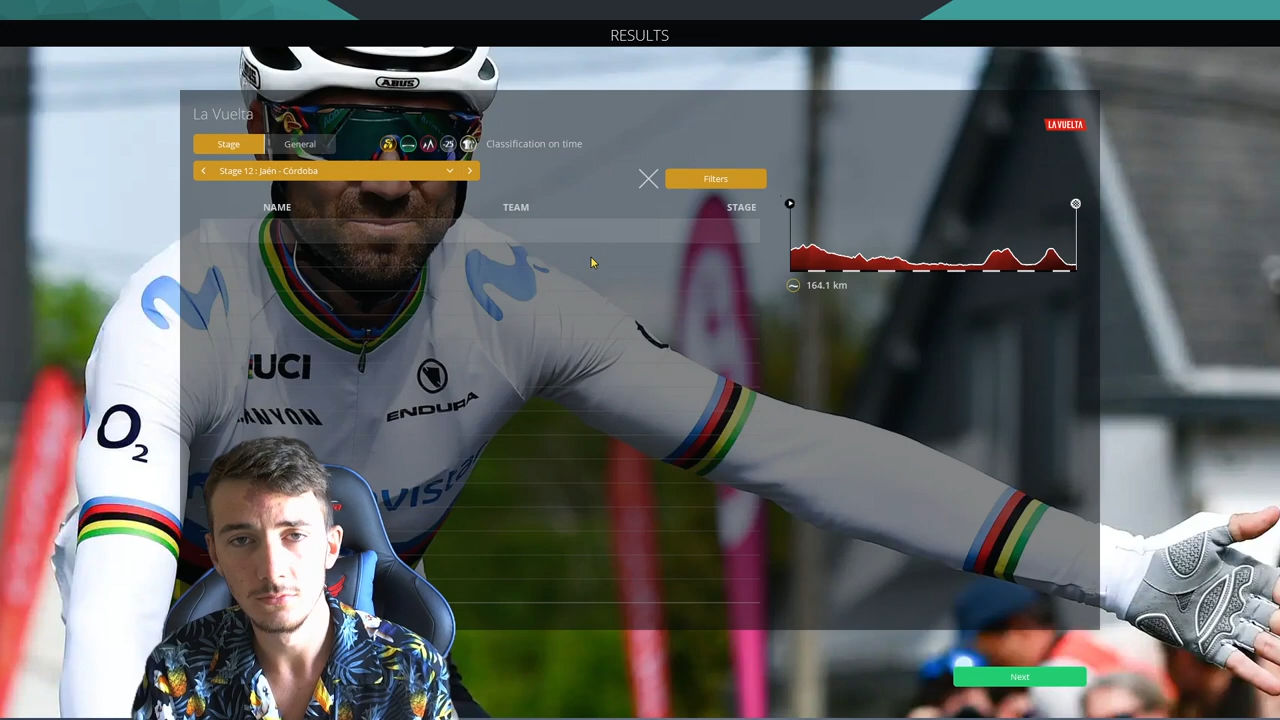 RESULTS
ABUS
La Vuelta
LA VUELTA
Stage
General
-25
Classification on time
Stage 12 : Jaén - Córdoba
Filters
NAME
TEAM
STAGE
164.1 km
UCI
ENDURA
O2
Next